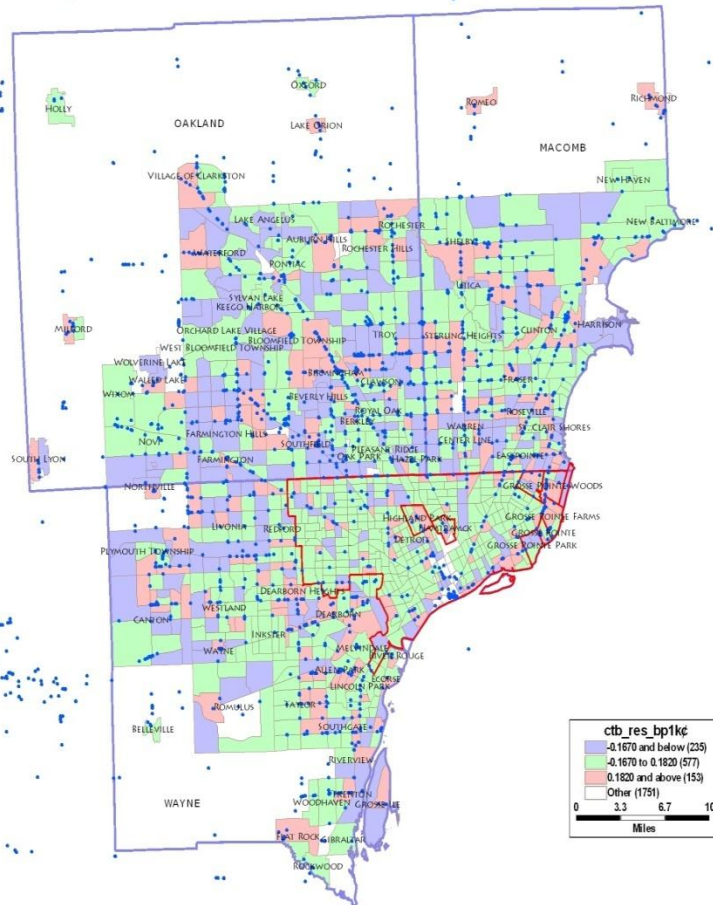 OXFORD
HOLLY
ROMEO
RICHMOND
OAKLAND
LAKE ORION
MACOMB
VILLAGE OF CLARKSTON
NEW HAVEN
LAKE ANGELUS
ROCHESTER
NEW BALTIMORE
AUBURN HILLS
SHELBY
ROCHESTER HILLS
WATERFORD
PONTIAC
UTICA
SYLVAN LAKE
KEEGO HARBOR
MILFORD
ORCHARD LAKE VILLAGE
TROY
STERLING HEIGHTS
CLINTON
HARRISON
BLOOMFIELD TOWNSHIP
WEST BLOOMFIELD TOWNSHIP
WOLVERINE LAKE
BIRMINGHAM
WALLED LAKE
CLAWSON
FRASER
WIXOM
BEVERLY HILLS
ROYAL OAK
ROSEVILLE
BERKLEY
WARREN
ST. CLAIR SHORES
NOVI
FARMINGTON HILLS
SOUTHFIELD
CENTER LINE
PLEASANT RIDGE
OAK PARK
HAZEL PARK
EASTPOINTE
SOUTH LYON
FARMINGTON
NORTHVILLE
GROSSE POINTE WOODS
HIGHLAND PARK
GROSSE POINTE FARMS
LIVONIA
REDFORD
HAMTRAMCK
GROSSE POINTE
DETROIT
GROSSE POINTE PARK
PLYMOUTH TOWNSHIP
DEARBORN HEIGHTS
WESTLAND
DEARBORN
CANTON
INKSTER
WAYNE
MELVINDALE
RIVER ROUGE
ALLEN PARK
ECORSE
LINCOLN PARK
ROMULUS
TAYLOR
BELLEVILLE
SOUTHGATE
RIVERVIEW
TRENTON
WAYNE
WOODHAVEN
GROSSE ILE
FLAT ROCK
GIBRALTAR
ROCKWOOD
ctb_res_bp1k¢
-0.1670 and below (235)
-0.1670 to 0.1820 (577)
0.1820 and above (153)
Other (1751)
0 3.3 6.7 10
Miles